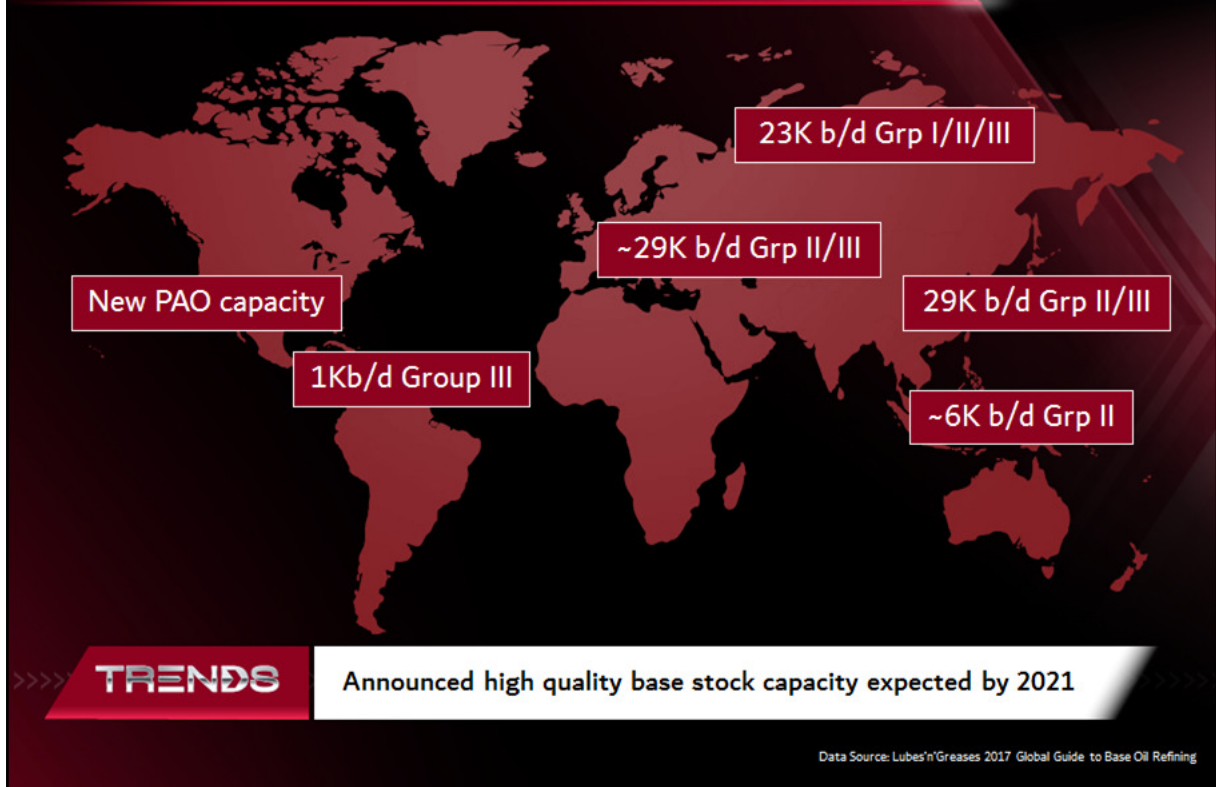 23K b/d Grp I/II/III
~29K b/d Grp II/III
New PAO capacity
29K b/d Grp II/III
1Kb/d Group III
~6K b/d Grp II
TRENDS
Announced high quality base stock capacity expected by 2021
Data Source: Lubes'n'Greases 2017 Global Guide to Base Oil Refining